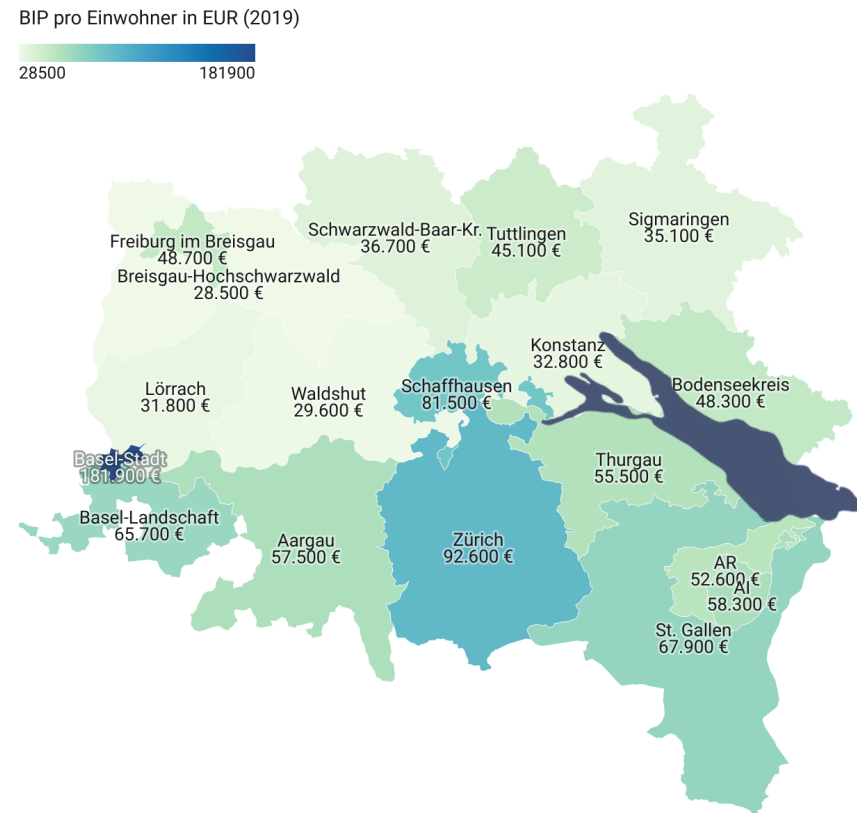 BIP pro Einwohner in EUR (2019)
28500 181900
Sigmaringen
35.100 €
Schwarzwald-Baar-Kr.
36.700 €
Tuttlingen
45.100 €
Freiburg im Breisgau
48.700 €
Breisgau-Hochschwarzwald
28.500 €
Konstanz
32.800 €
Lörrach
31.800 €
Waldshut
29.600 €
Schaffhausen
81.500 €
Bodenseekreis
48.300 €
Basel-Stadt
181.900 €
Thurgau
55.500 €
Basel-Landschaft
65.700 €
Aargau
57.500 €
Zürich
92.600 €
AR
52.600 €
AI
58.300 €
St. Gallen
67.900 €